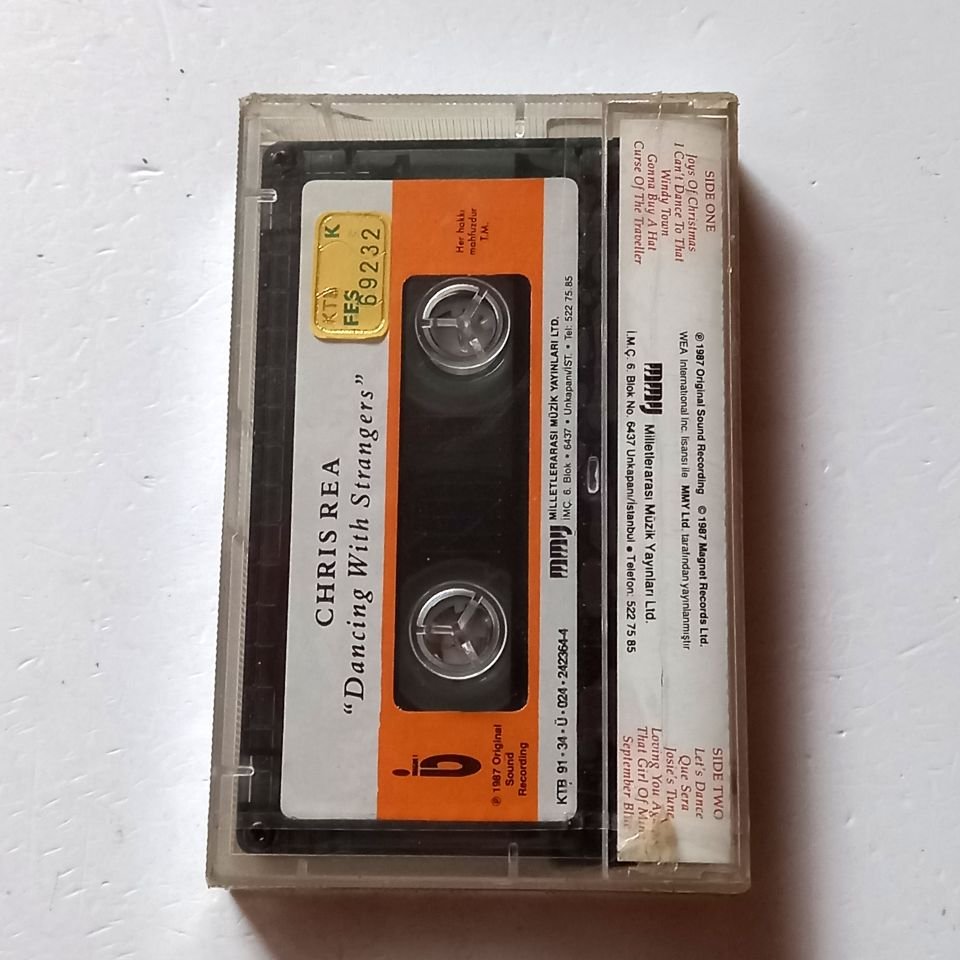 CHRIS REA
“Dancing With Strangers”
KTB K
FES
69232
Her hakkı
mahfuzdur
T.M.
℗ 1987 Original
Sound
Recording
mmy MİLLETLERARASI MÜZİK YAYINLARI LTD.
İMÇ. 6. Blok • 6437 • Unkapanı/İST. • Tel: 522 75 85
KTB 91 • 34 • Ü • 024 • 242364-4
SIDE ONE
Joys Of Christmas
I Can't Dance To That
Windy Town
Gonna Buy A Hat
Curse Of The Traveller
℗ 1987 Original Sound Recording © 1987 Magnet Records Ltd.
WEA International Inc. lisansı ile MMY Ltd. tarafından yayınlanmıştır
mmy Milletlerarası Müzik Yayınları Ltd.
İ.M.Ç. 6. Blok No. 6437 Unkapanı/İstanbul • Telefon: 522 75 85
SIDE TWO
Let's Dance
Que Sera
Josie's Tune
Loving You
That Girl Of
September